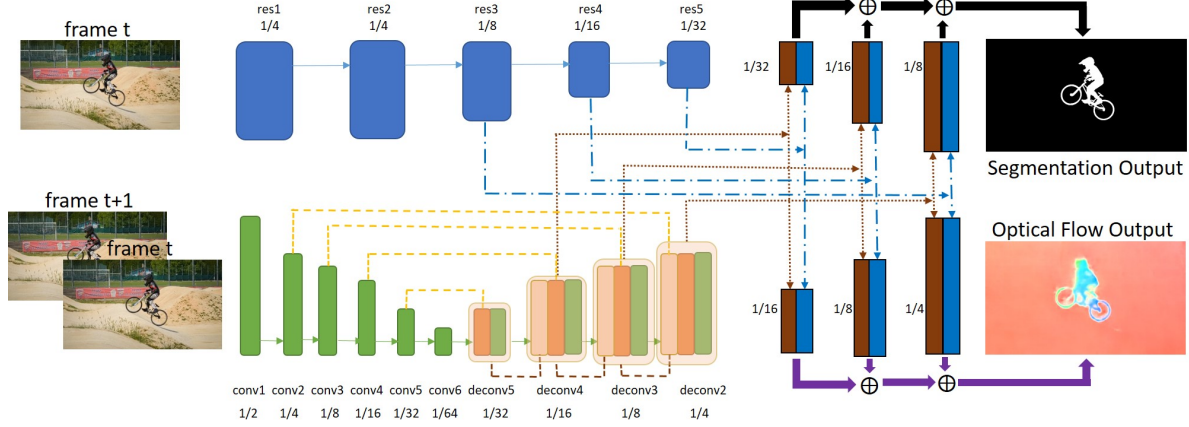 frame t
res1 res2 res3 res4 res5
1/4 1/4 1/8 1/16 1/32
1/32 1/16 1/8
Segmentation Output
frame t+1
frame t
Optical Flow Output
1/16 1/8 1/4
conv1 conv2 conv3 conv4 conv5 conv6 deconv5 deconv4 deconv3 deconv2
1/2 1/4 1/8 1/16 1/32 1/64 1/32 1/16 1/8 1/4